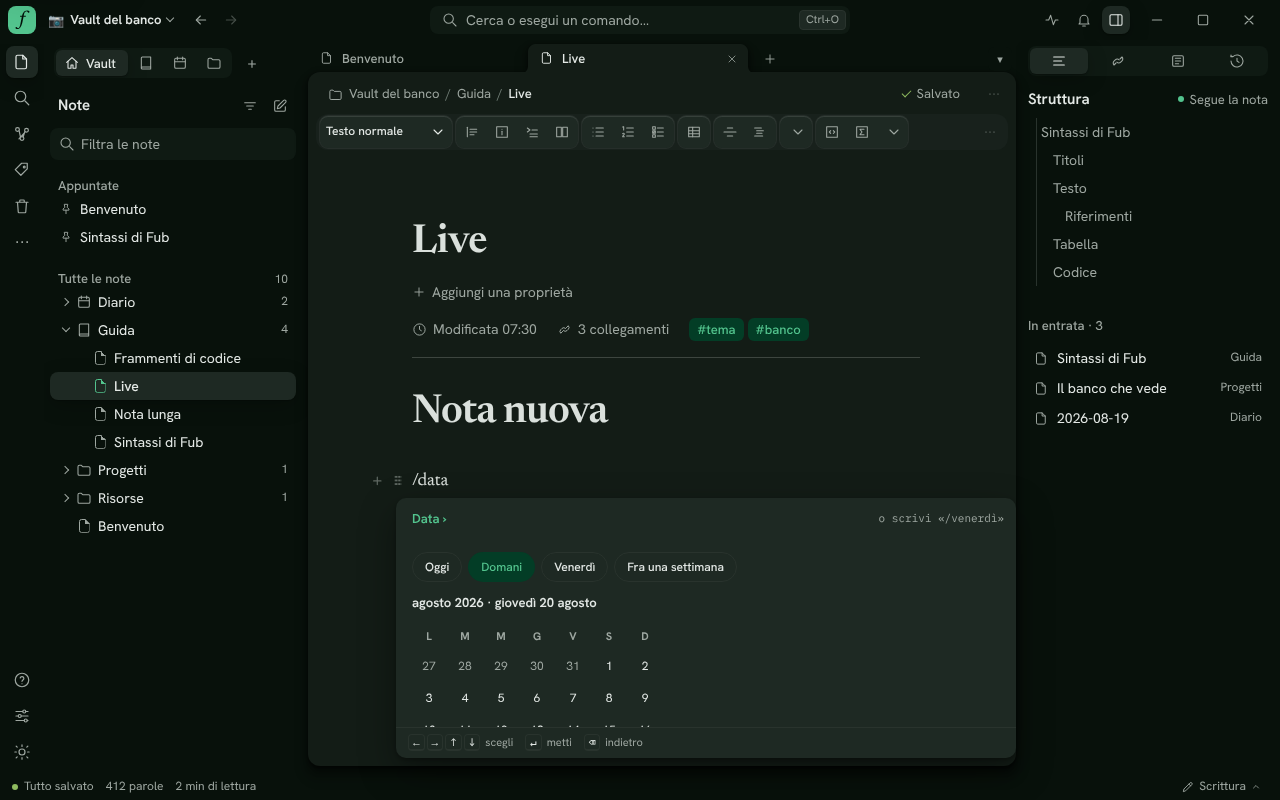 f Vault del banco
Cerca o esegui un comando…
Ctrl+O
Vault
Benvenuto
Live
Note
Filtra le note
Appuntate
Benvenuto
Sintassi di Fub
Tutte le note 10
Diario 2
Guida 4
Frammenti di codice
Live
Nota lunga
Sintassi di Fub
Progetti 1
Risorse 1
Benvenuto
Vault del banco / Guida / Live
Salvato
Testo normale
Live
Aggiungi una proprietà
Modificata 07:30 3 collegamenti #tema #banco
Nota nuova
/data
Data › o scrivi «/venerdì»
Oggi Domani Venerdì Fra una settimana
agosto 2026 · giovedì 20 agosto
L M M G V S D
27 28 29 30 31 1 2
3 4 5 6 7 8 9
← → ↑ ↓ scegli ↵ metti ⌫ indietro
Struttura Segue la nota
Sintassi di Fub
Titoli
Testo
Riferimenti
Tabella
Codice
In entrata · 3
Sintassi di Fub Guida
Il banco che vede Progetti
2026-08-19 Diario
Tutto salvato 412 parole 2 min di lettura
Scrittura